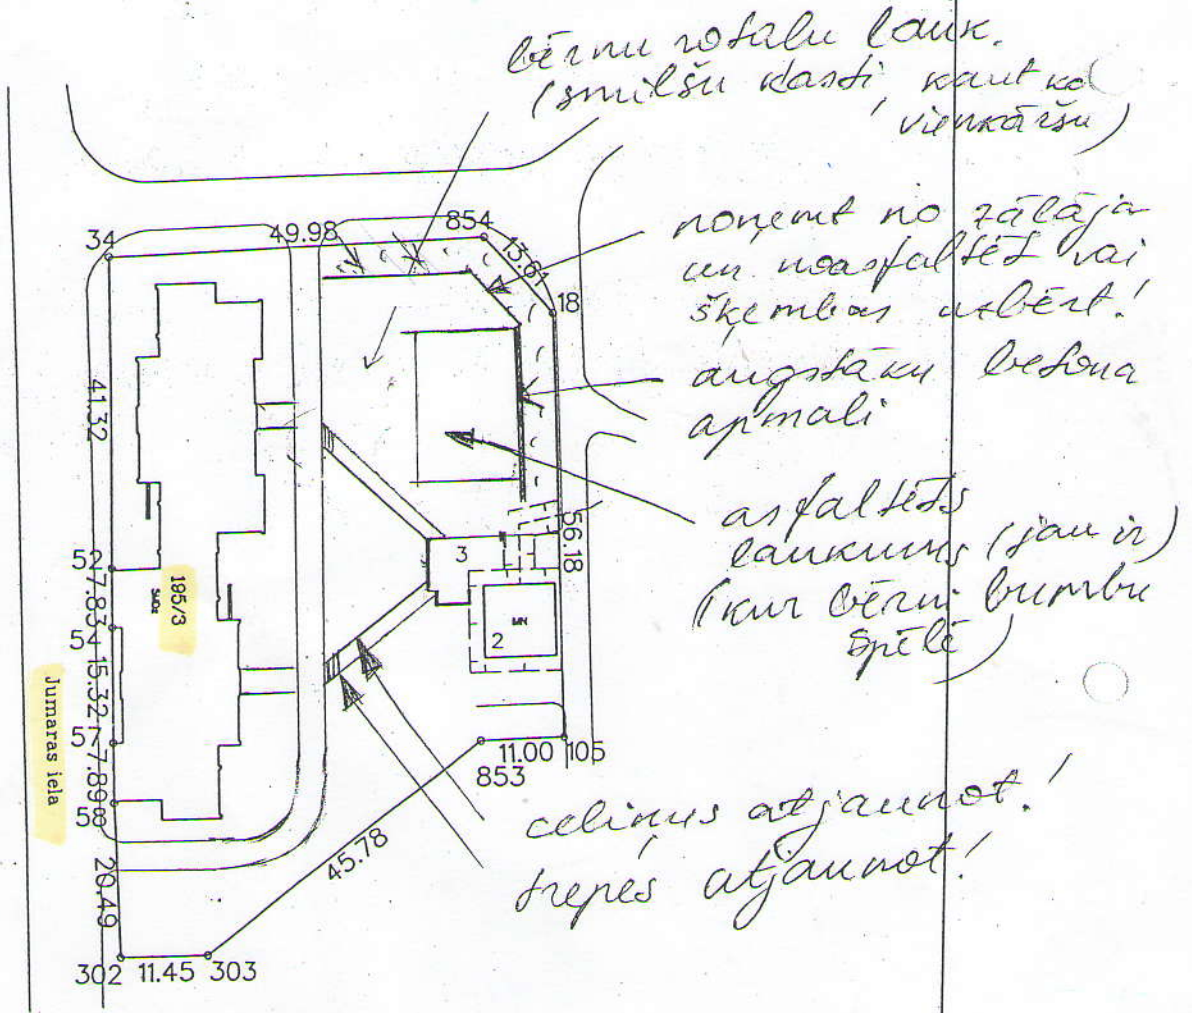 bērnu rotaļu lauk.
(smilšu kasti, kaut ko
vienkāršu)
34
49.98
854
13.61
18
noņemt no zālāja
un noasfaltēt vai
šķembas uzbērt!
augstāku betona
apmali
asfaltēts
laukums (jau ir)
(kur bērni bumbu
spēlē)
41.32
52
7.83
54
15.32
57
7.89
58
20.49
195/3
Jumaras iela
3
56.18
2
MN
11.00
105
853
45.78
302
11.45
303
celiņus atjaunot!
trepes atjaunot!